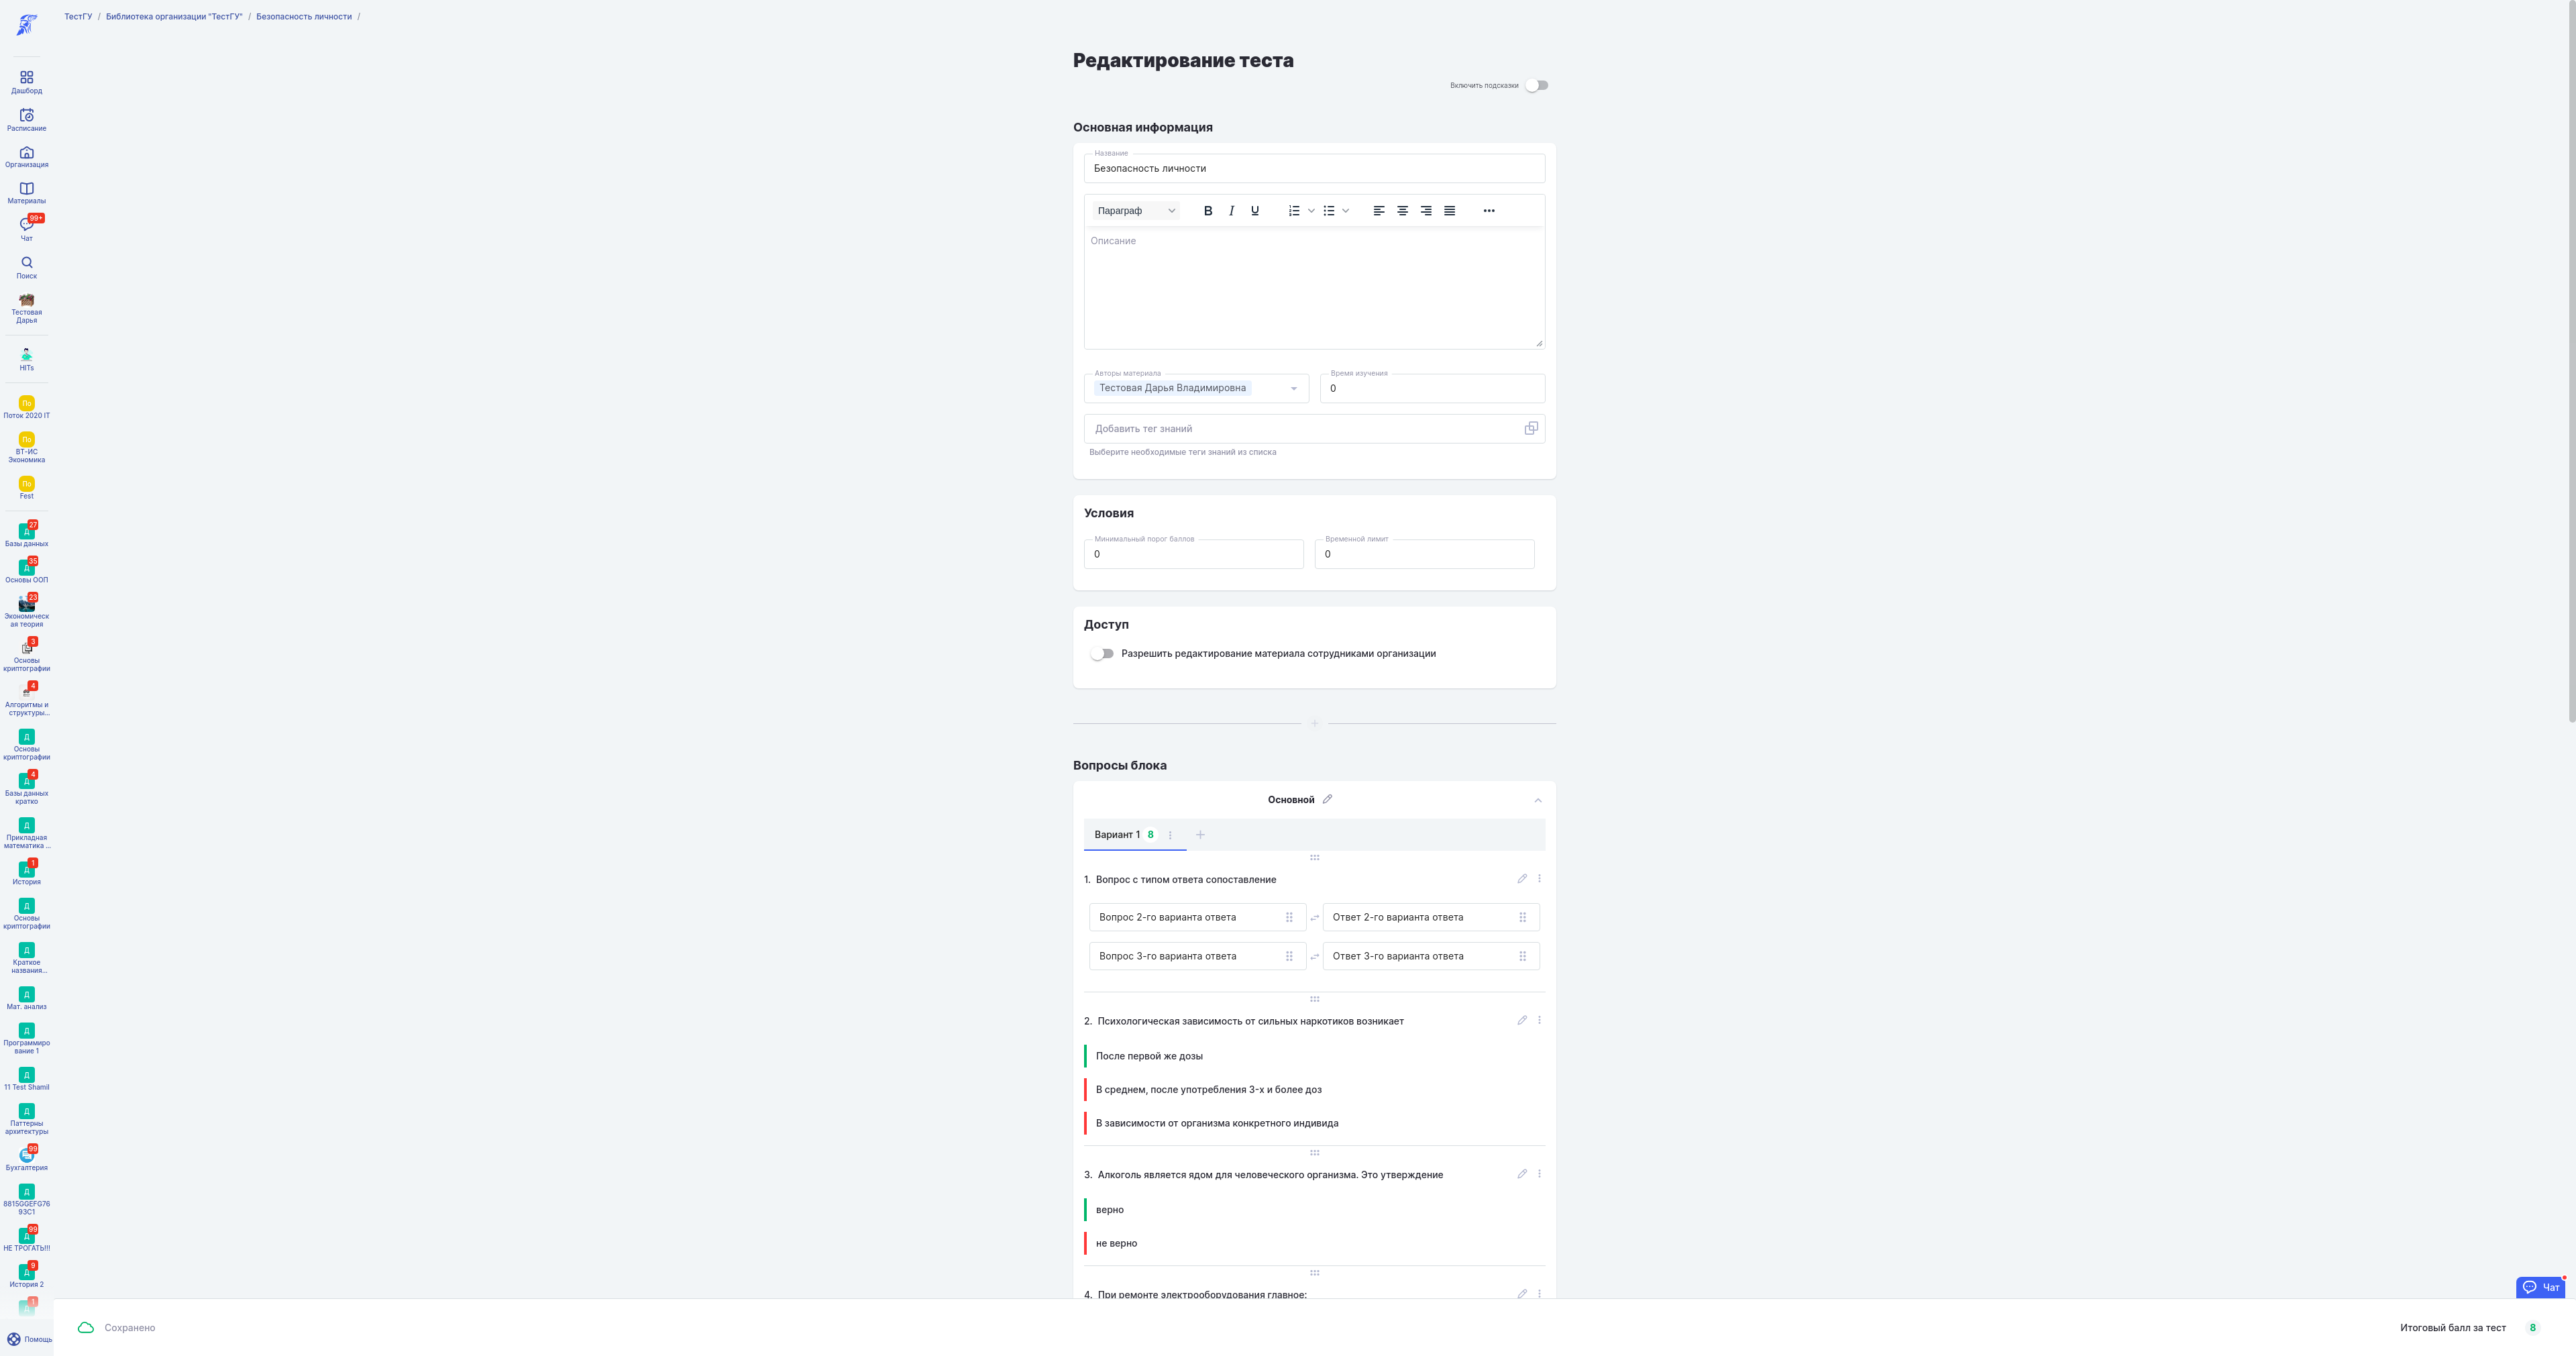 ТестГУ / Библиотека организации "ТестГУ" / Безопасность личности /
Дашборд
Расписание
Организация
Материалы
99+
Чат
Поиск
Тестовая
Дарья
HITs
По
Поток 2020 IT
По
ВТ-ИС
Экономика
По
Fest
27
Д
Базы данных
35
Д
Основы ООП
23
Экономическ
ая теория
3
Основы
криптографии
4
Алгоритмы и
структуры...
Д
Основы
криптографии
4
Д
Базы данных
кратко
Д
Прикладная
математика ...
1
Д
История
Д
Основы
криптографии
Д
Краткое
названия...
Д
Мат. анализ
Д
Программиро
вание 1
Д
11 Test Shamil
Д
Паттерны
архитектуры
99
Бухгалтерия
Д
8815GGEFG76
93C1
99
Д
НЕ ТРОГАТЬ!!!
9
Д
История 2
1
Д
Помощь
Редактирование теста
Включить подсказки
Основная информация
Название
Безопасность личности
Параграф B I U
Описание
Авторы материала
Тестовая Дарья Владимировна
Время изучения
0
Добавить тег знаний
Выберите необходимые теги знаний из списка
Условия
Минимальный порог баллов
0
Временной лимит
0
Доступ
Разрешить редактирование материала сотрудниками организации
Вопросы блока
Основной
Вариант 1 8
1. Вопрос с типом ответа сопоставление
Вопрос 2-го варианта ответа
Ответ 2-го варианта ответа
Вопрос 3-го варианта ответа
Ответ 3-го варианта ответа
2. Психологическая зависимость от сильных наркотиков возникает
После первой же дозы
В среднем, после употребления 3-х и более доз
В зависимости от организма конкретного индивида
3. Алкоголь является ядом для человеческого организма. Это утверждение
верно
не верно
4. При ремонте электрооборудования главное:
Чат
Сохранено
Итоговый балл за тест 8